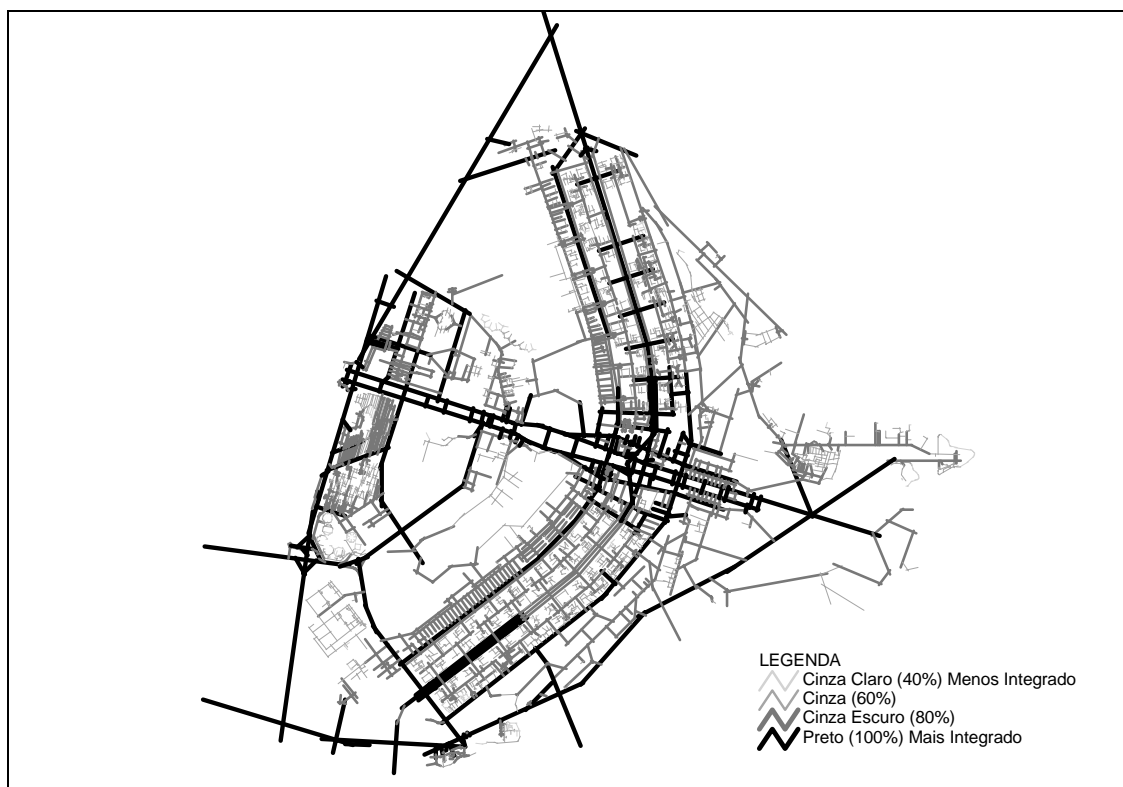 LEGENDA
Cinza Claro (40%) Menos Integrado
Cinza (60%)
Cinza Escuro (80%)
Preto (100%) Mais Integrado